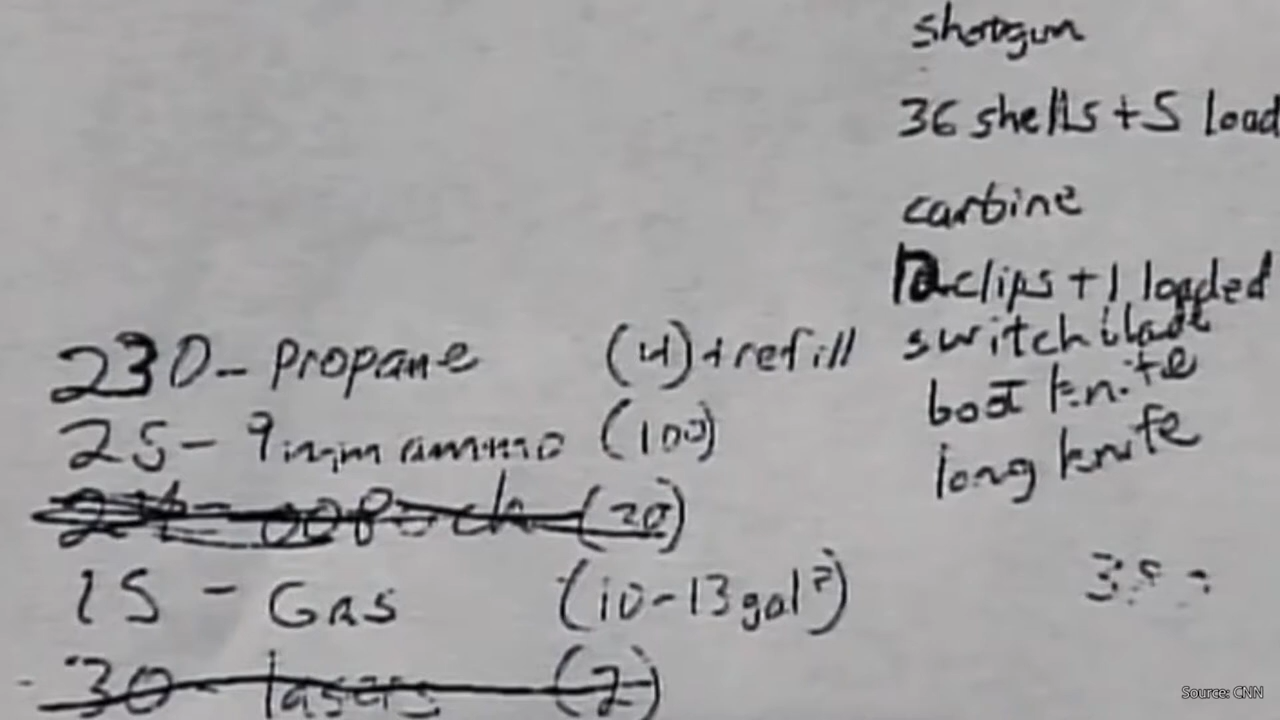 shotgun
36 shells + 5 load
carbine
clips + 1 loaded
switchblade
boot knife
long knife
230 - Propane (4) + refill
25 - 9mm ammo (100)
(20)
15 - Gas (10-13 gal?)
30 - lasers (2)
Source: CNN